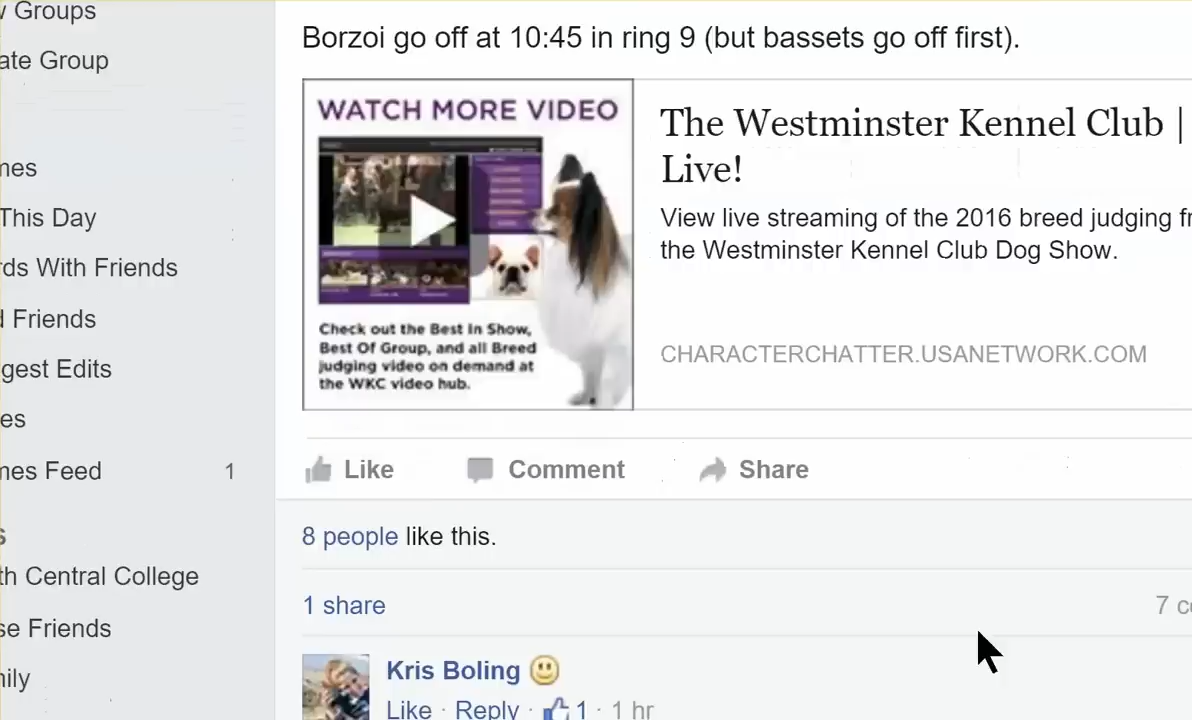 Groups
ate Group
mes
This Day
rds With Friends
Friends
gest Edits
es
mes Feed 1
s
th Central College
se Friends
mily
Borzoi go off at 10:45 in ring 9 (but bassets go off first).
WATCH MORE VIDEO
Check out the Best In Show,
Best Of Group, and all Breed
judging video on demand at
the WKC video hub.
The Westminster Kennel Club |
Live!
View live streaming of the 2016 breed judging fr
the Westminster Kennel Club Dog Show.
CHARACTERCHATTER.USANETWORK.COM
Like Comment Share
8 people like this.
1 share 7 co
Kris Boling
Like · Reply · 1 · 1 hr